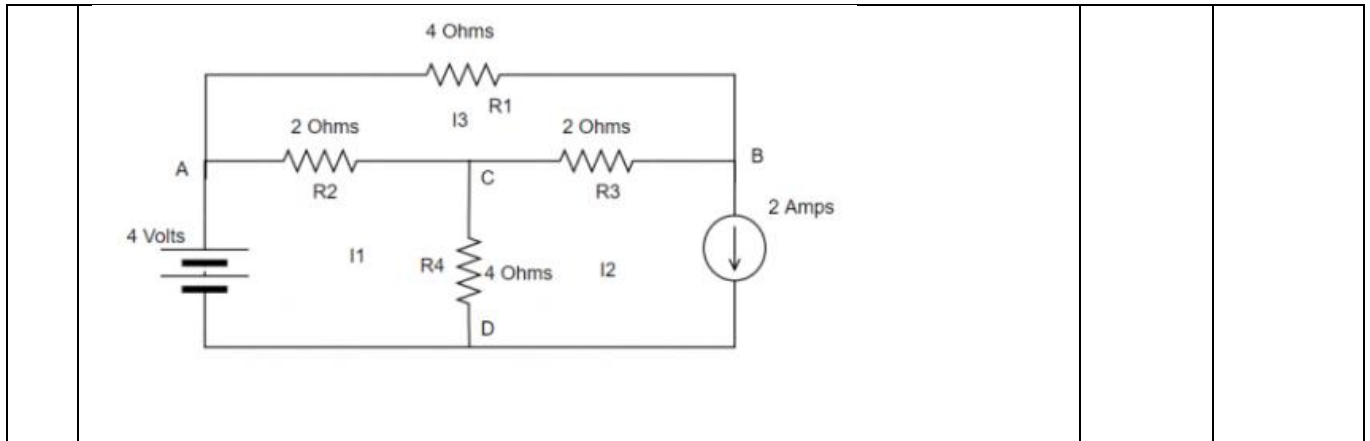 4 Ohms
R1
I3
2 Ohms
2 Ohms
A
B
C
R2
R3
2 Amps
4 Volts
I1
R4
4 Ohms
I2
D